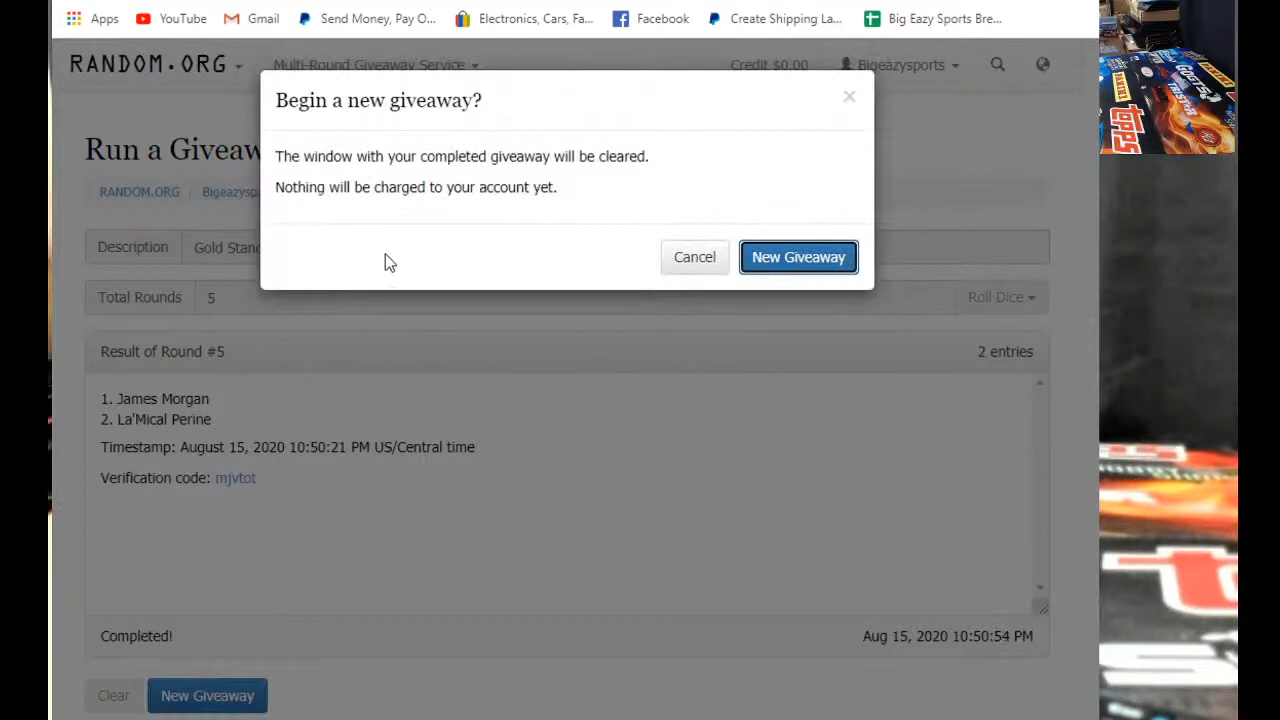 Apps YouTube Gmail Send Money, Pay O... Electronics, Cars, Fa... Facebook Create Shipping La... Big Eazy Sports Bre...
RANDOM.ORG Multi-Round Giveaway Service Credit $0.00 Bigeazysports
Begin a new giveaway?
The window with your completed giveaway will be cleared.
Nothing will be charged to your account yet.
Cancel New Giveaway
Run a Giveaw
RANDOM.ORG Bigeazysp
Description Gold Stan
Total Rounds 5 Roll Dice
Result of Round #5 2 entries
1. James Morgan
2. La'Mical Perine
Timestamp: August 15, 2020 10:50:21 PM US/Central time
Verification code: mjvtot
Completed! Aug 15, 2020 10:50:54 PM
Clear New Giveaway
PANINI
TOPPS
TRISTAR
PANINI